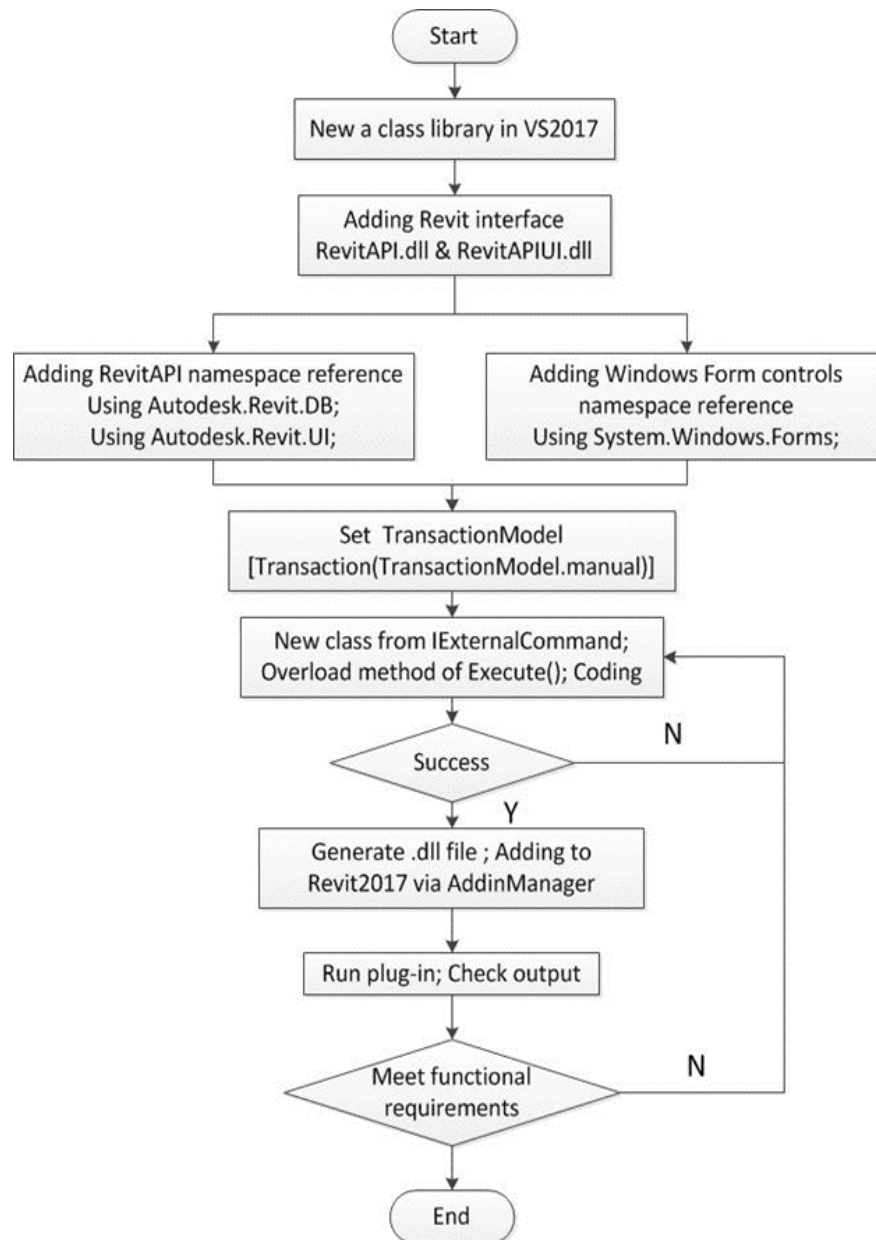 Start
New a class library in VS2017
Adding Revit interface
RevitAPI.dll & RevitAPIUI.dll
Adding RevitAPI namespace reference
Using Autodesk.Revit.DB;
Using Autodesk.Revit.UI;
Adding Windows Form controls
namespace reference
Using System.Windows.Forms;
Set TransactionModel
[Transaction(TransactionModel.manual)]
New class from IExternalCommand;
Overload method of Execute(); Coding
Success
N
Y
Generate .dll file ; Adding to
Revit2017 via AddinManager
Run plug-in; Check output
Meet functional
requirements
N
End